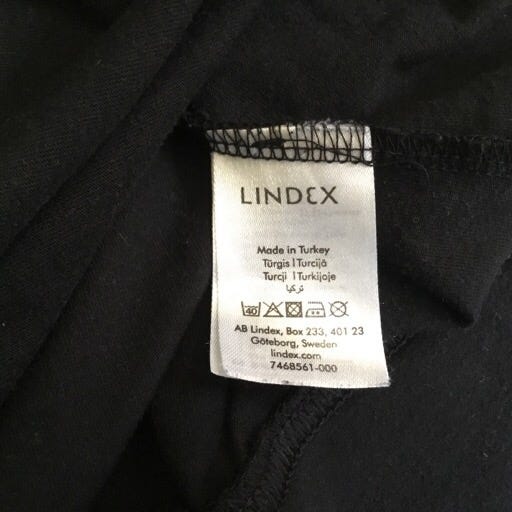 LINDEX
Made in Turkey
Türgis | Turcijā
Turcji | Turkijoje
تركيا
40
AB Lindex, Box 233, 401 23
Göteborg, Sweden
lindex.com
7468561-000